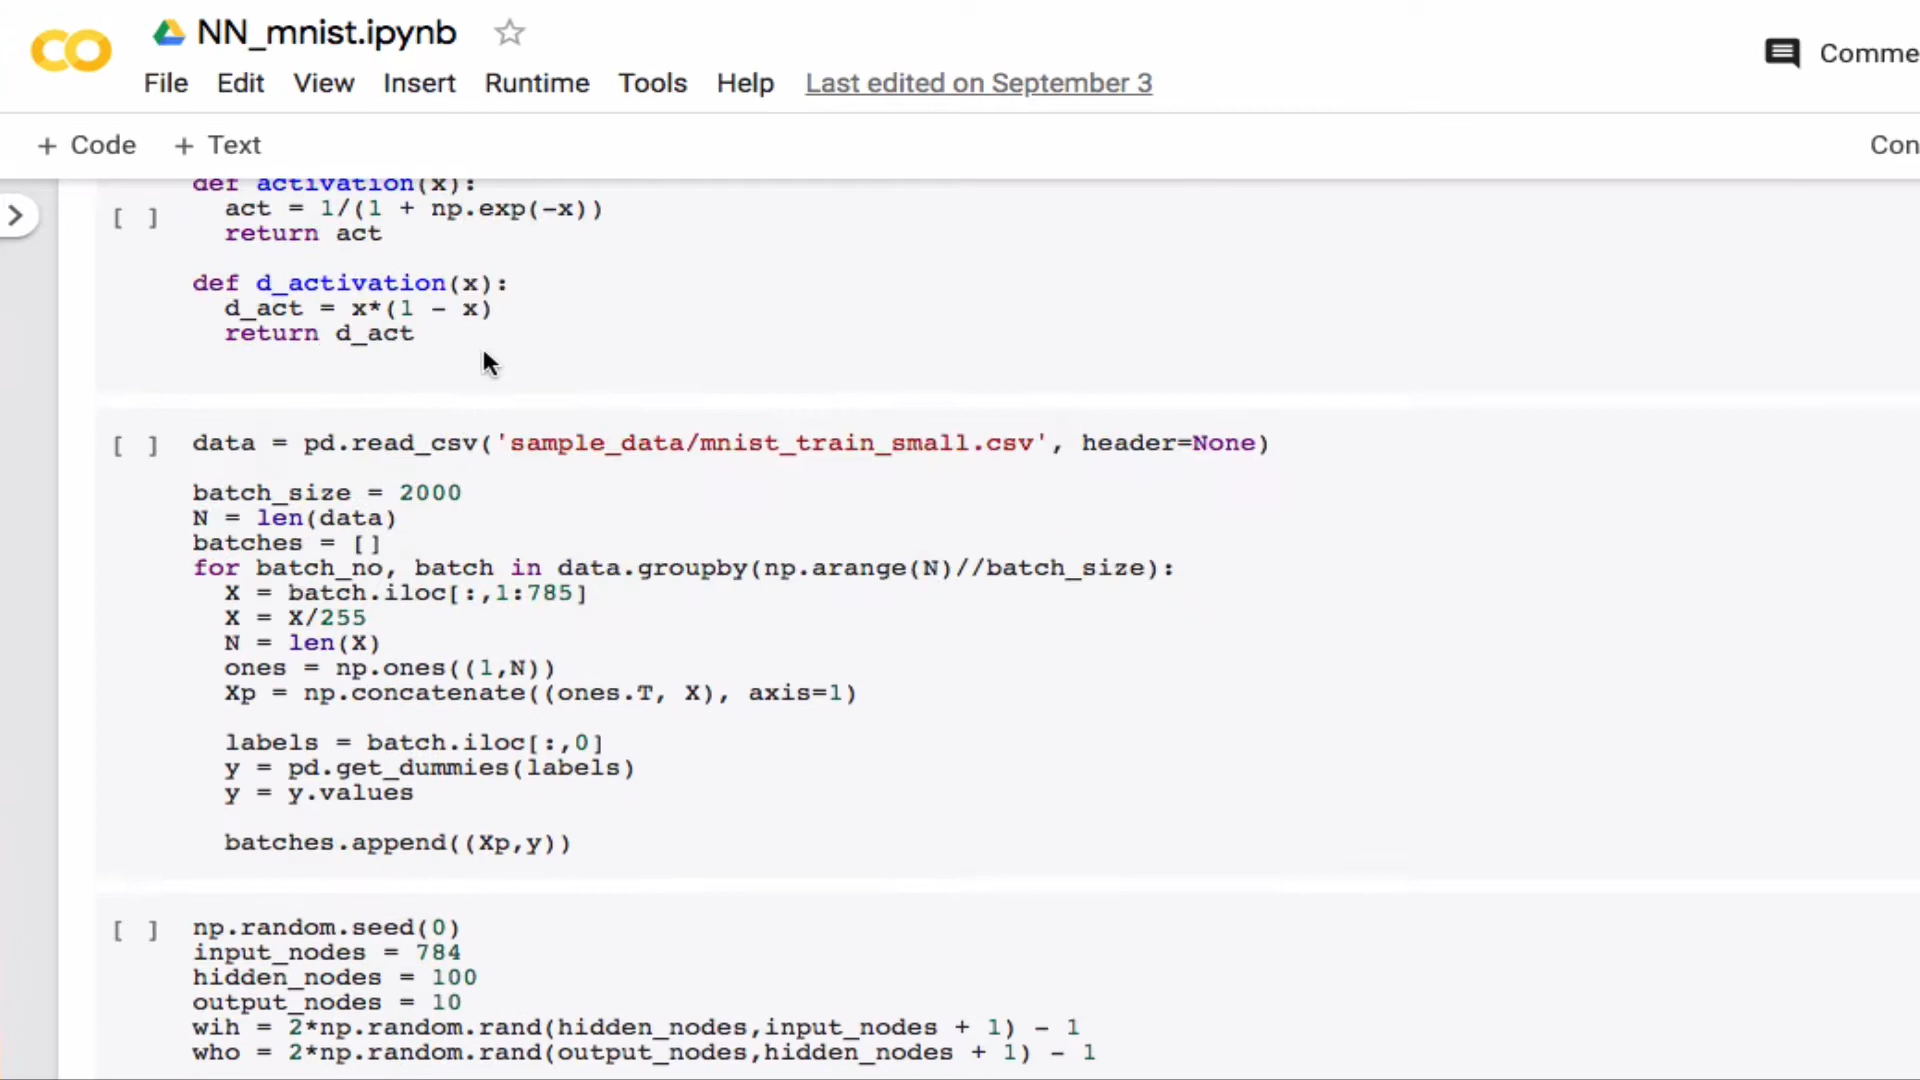 NN_mnist.ipynb
File Edit View Insert Runtime Tools Help Last edited on September 3
Comme
+ Code + Text
Con
def activation(x):
[ ] act = 1/(1 + np.exp(-x))
return act
def d_activation(x):
d_act = x*(1 - x)
return d_act
[ ] data = pd.read_csv('sample_data/mnist_train_small.csv', header=None)
batch_size = 2000
N = len(data)
batches = []
for batch_no, batch in data.groupby(np.arange(N)//batch_size):
X = batch.iloc[:,1:785]
X = X/255
N = len(X)
ones = np.ones((1,N))
Xp = np.concatenate((ones.T, X), axis=1)
labels = batch.iloc[:,0]
y = pd.get_dummies(labels)
y = y.values
batches.append((Xp,y))
[ ] np.random.seed(0)
input_nodes = 784
hidden_nodes = 100
output_nodes = 10
wih = 2*np.random.rand(hidden_nodes,input_nodes + 1) - 1
who = 2*np.random.rand(output_nodes,hidden_nodes + 1) - 1